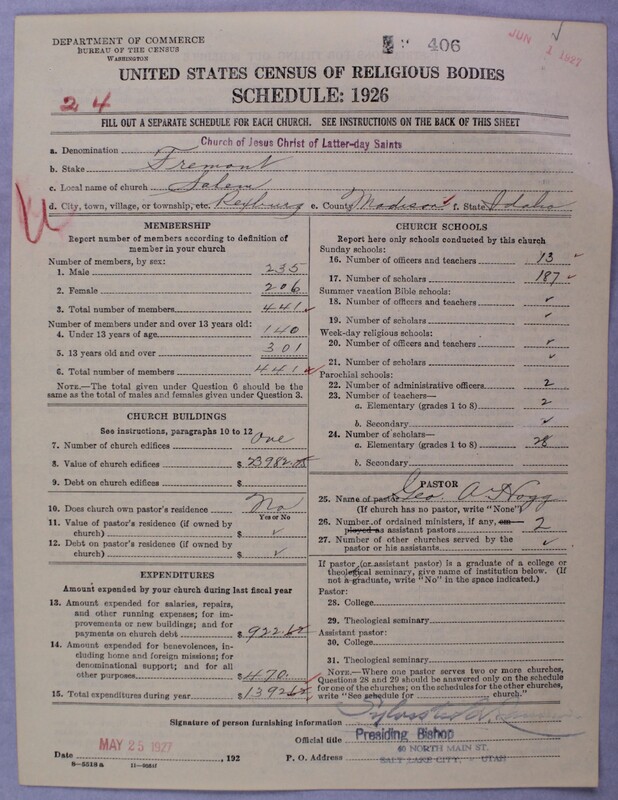 DEPARTMENT OF COMMERCE
BUREAU OF THE CENSUS
WASHINGTON
406
JUN 1 1927
UNITED STATES CENSUS OF RELIGIOUS BODIES
SCHEDULE: 1926
24
FILL OUT A SEPARATE SCHEDULE FOR EACH CHURCH. SEE INSTRUCTIONS ON THE BACK OF THIS SHEET
a. Denomination Church of Jesus Christ of Latter-day Saints
b. Stake Fremont
c. Local name of church Salem
d. City, town, village, or township, etc. Rexburg e. County Madison f. State Idaho
MEMBERSHIP
Report number of members according to definition of
member in your church
Number of members, by sex:
1. Male 235
2. Female 206
3. Total number of members 441
Number of members under and over 13 years old:
4. Under 13 years of age 140
5. 13 years old and over 301
6. Total number of members 441
NOTE.—The total given under Question 6 should be
the same as the total of males and females given under Question 3.
CHURCH BUILDINGS
See instructions, paragraphs 10 to 12
7. Number of church edifices One
8. Value of church edifices $ 23982.
9. Debt on church edifices $
10. Does church own pastor's residence? No
Yes or No
11. Value of pastor's residence (if owned by
church) $ ✓
12. Debt on pastor's residence (if owned by
church) $ ✓
EXPENDITURES
Amount expended by your church during last fiscal year
13. Amount expended for salaries, repairs,
and other running expenses; for im-
provements or new buildings; and for
payments on church debt $ 922.62
14. Amount expended for benevolences,
including home and foreign missions; for
denominational support; and for all
other purposes $ 470.
15. Total expenditures during year $ 1392.62
CHURCH SCHOOLS
Report here only schools conducted by this church
Sunday schools:
16. Number of officers and teachers 13
17. Number of scholars 187
Summer vacation Bible schools:
18. Number of officers and teachers ✓
19. Number of scholars ✓
Week-day religious schools:
20. Number of officers and teachers ✓
21. Number of scholars ✓
Parochial schools:
22. Number of administrative officers 2
23. Number of teachers—
a. Elementary (grades 1 to 8) 2
b. Secondary ✓
24. Number of scholars—
a. Elementary (grades 1 to 8) 28
b. Secondary
PASTOR
25. Name of pastor Geo. A Hogg
(If church has no pastor, write "None")
26. Number of ordained ministers, if any, em-
ployed as assistant pastors 2
27. Number of other churches served by the
pastor or his assistants ✓
If pastor (or assistant pastor) is a graduate of a college or
theological seminary, give name of institution below. (If
not a graduate, write "No" in the space indicated.)
Pastor:
28. College
29. Theological seminary
Assistant pastor:
30. College
31. Theological seminary
NOTE.—Where one pastor serves two or more churches,
Questions 28 and 29 should be answered only on the schedule
for one of the churches; on the schedules for the other churches,
write "See schedule for church."
Signature of person furnishing information
Official title Presiding Bishop
Date MAY 25 1927, 192 P. O. Address 40 NORTH MAIN ST.
SALT LAKE CITY, - UTAH
8-5518 a